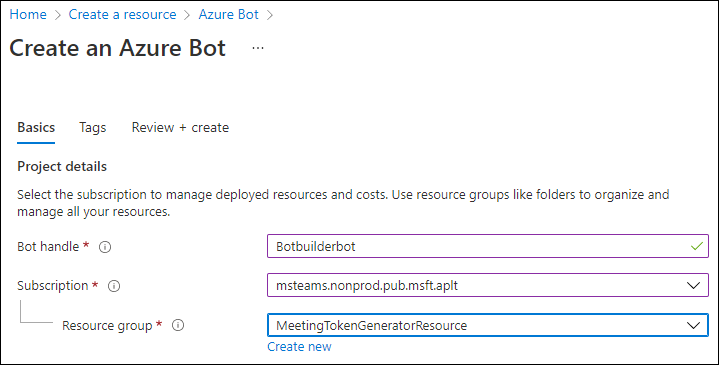 Home > Create a resource > Azure Bot >
Create an Azure Bot ...
Basics Tags Review + create
Project details
Select the subscription to manage deployed resources and costs. Use resource groups like folders to organize and
manage all your resources.
Bot handle * Botbuilderbot
Subscription * msteams.nonprod.pub.msft.aplt
Resource group * MeetingTokenGeneratorResource
Create new